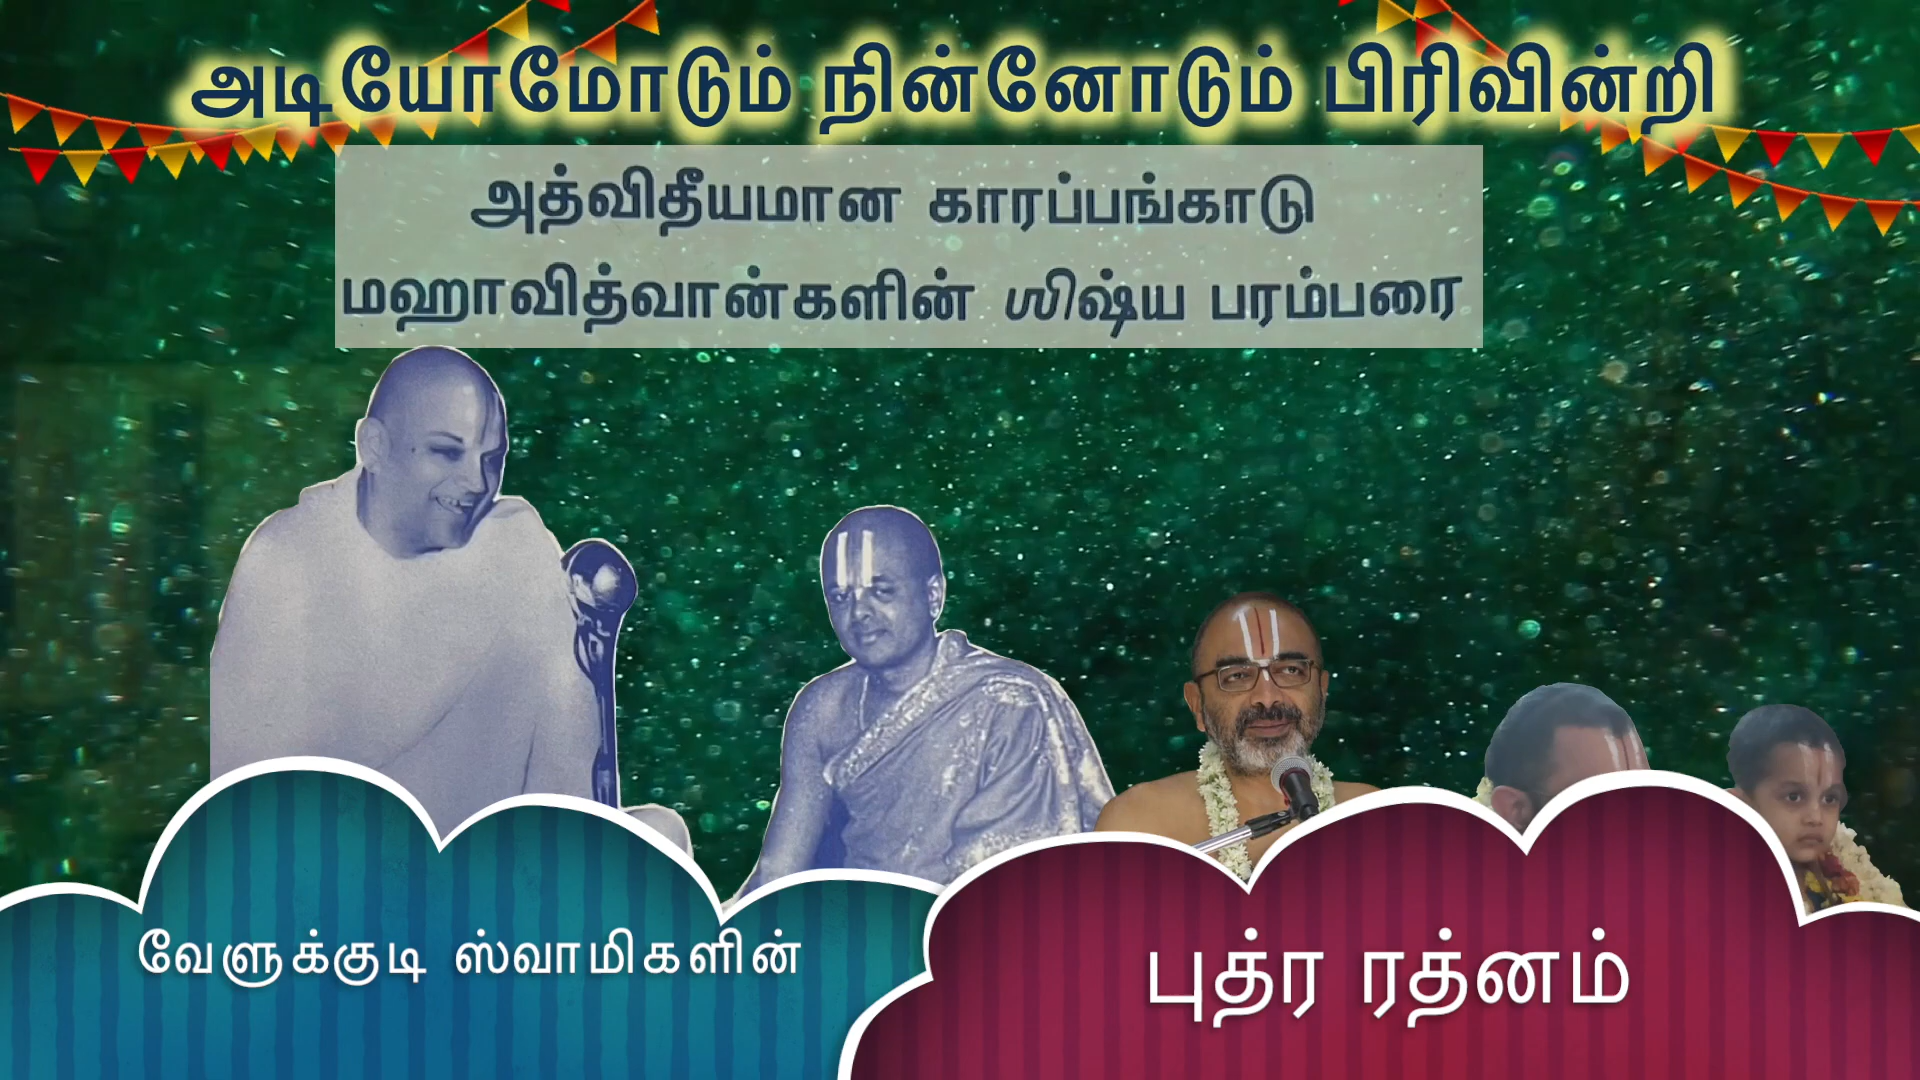 அடியோமோடும் நின்னோடும் பிரிவின்றி
அத்விதீயமான காரப்பங்காடு
மஹாவித்வான்களின் ஶிஷ்ய பரம்பரை
வேளுக்குடி ஸ்வாமிகளின்
புத்ர ரத்னம்